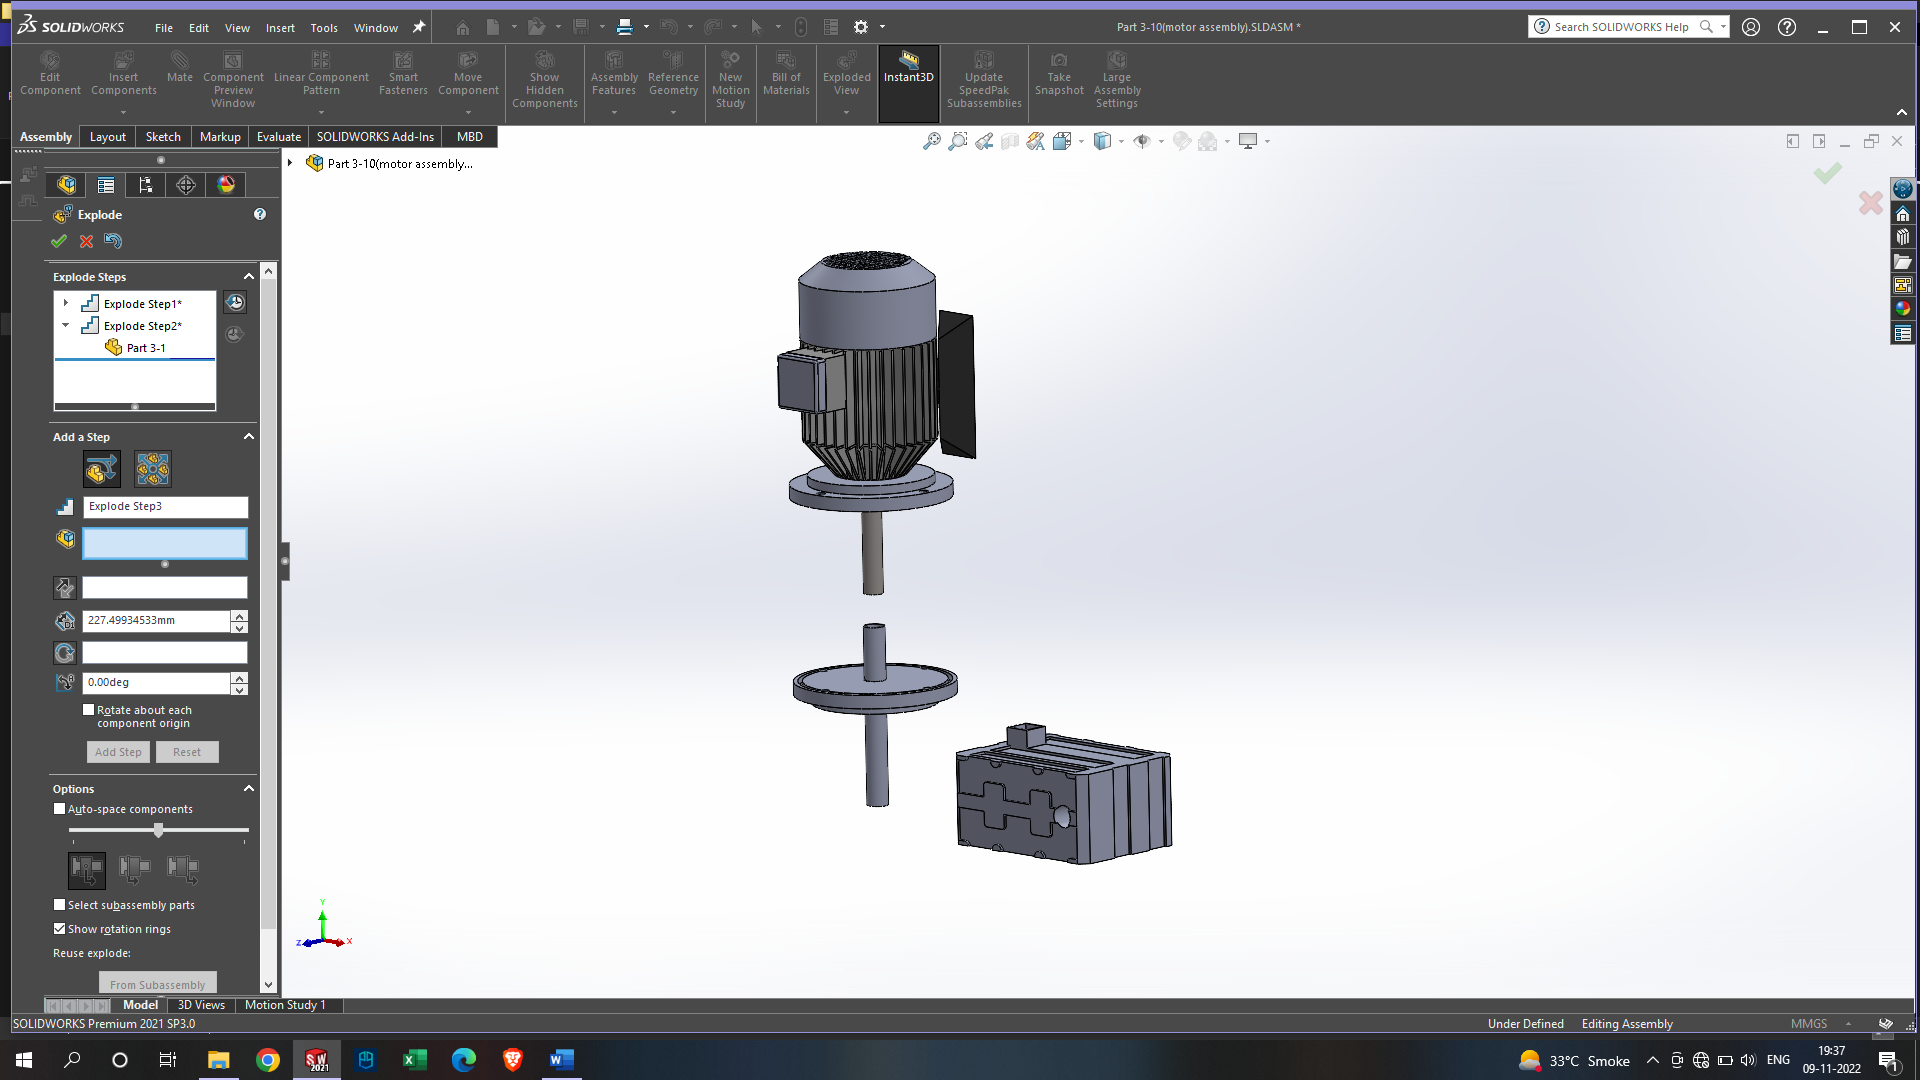 SOLIDWORKS File Edit View Insert Tools Window Part 3-10(motor assembly).SLDASM * Search SOLIDWORKS Help
Edit Component
Insert Components
Mate
Component Preview Window
Linear Component Pattern
Smart Fasteners
Move Component
Show Hidden Components
Assembly Features
Reference Geometry
New Motion Study
Bill of Materials
Exploded View
Instant3D
Update SpeedPak Subassemblies
Take Snapshot
Large Assembly Settings
Assembly Layout Sketch Markup Evaluate SOLIDWORKS Add-Ins MBD
Part 3-10(motor assembly...
Explode
Explode Steps
Explode Step1*
Explode Step2*
Part 3-1
Add a Step
Explode Step3
227.49934533mm
0.00deg
Rotate about each
component origin
Add Step Reset
Options
Auto-space components
Select subassembly parts
Show rotation rings
Reuse explode:
From Subassembly
Y
Z X
Model 3D Views Motion Study 1
SOLIDWORKS Premium 2021 SP3.0 Under Defined Editing Assembly MMGS
33°C Smoke ENG 19:37
09-11-2022
SW
2021
1